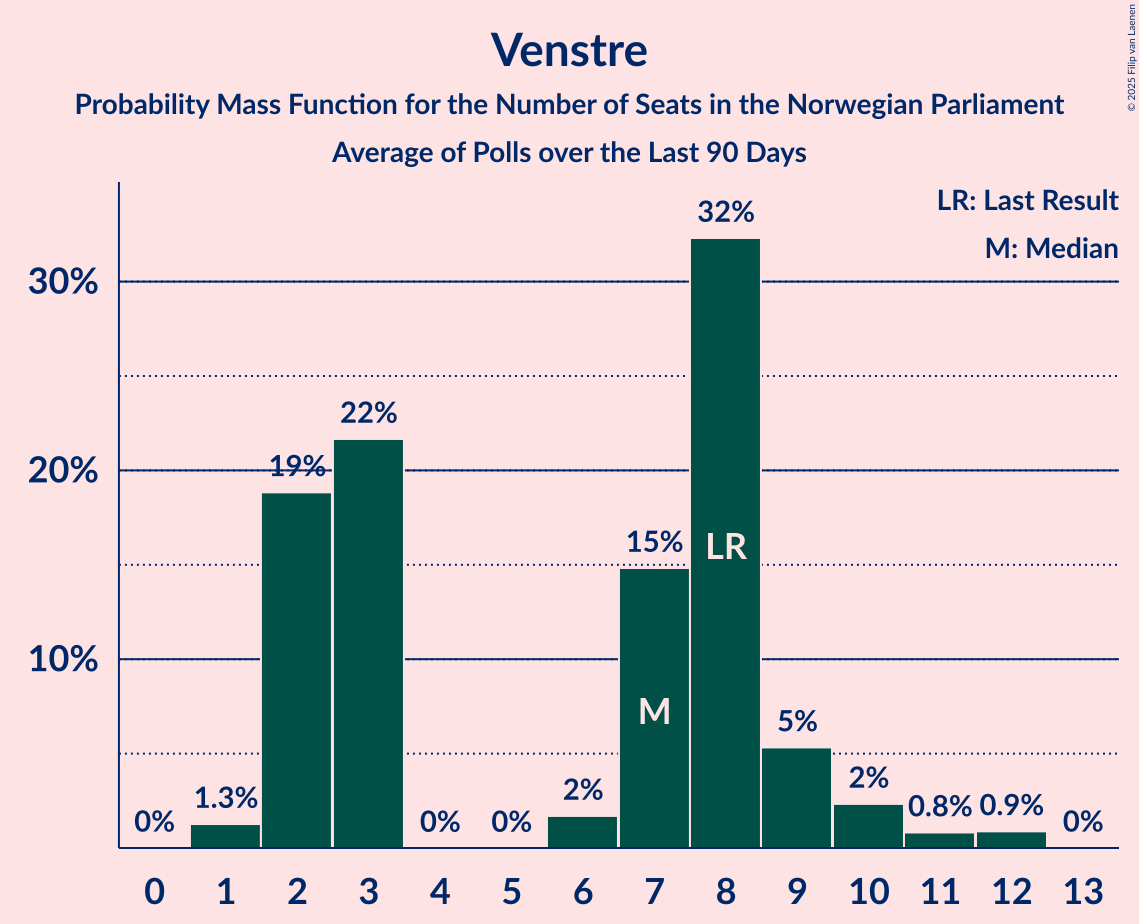 Venstre
Probability Mass Function for the Number of Seats in the Norwegian Parliament
Average of Polls over the Last 90 Days
© 2025 Filip van Laenen
LR: Last Result
M: Median
30%
20%
10%
0%
1.3%
19%
22%
0%
0%
2%
15%
32%
5%
2%
0.8%
0.9%
0%
M
LR
0 1 2 3 4 5 6 7 8 9 10 11 12 13